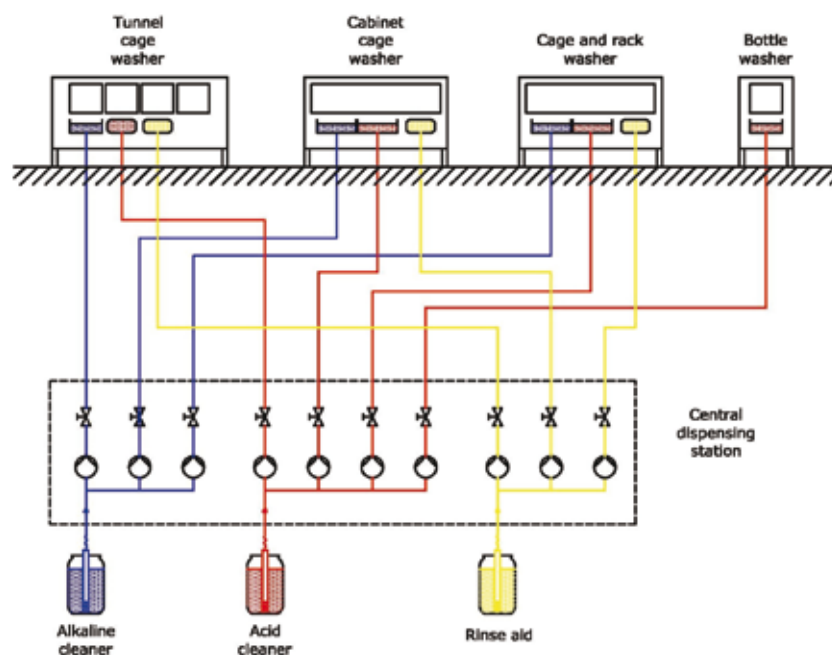 Tunnel
cage
washer
Cabinet
cage
washer
Cage and rack
washer
Bottle
washer
Central
dispensing
station
Alkaline
cleaner
Acid
cleaner
Rinse aid